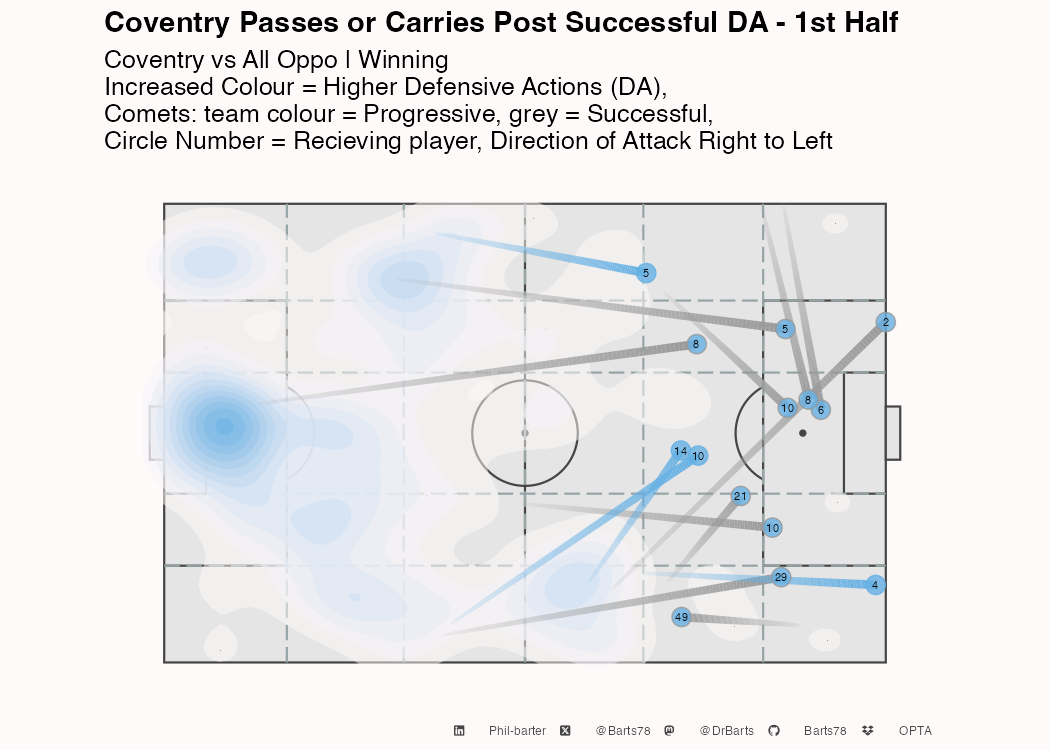 Coventry Passes or Carries Post Successful DA - 1st Half
Coventry vs All Oppo | Winning
Increased Colour = Higher Defensive Actions (DA),
Comets: team colour = Progressive, grey = Successful,
Circle Number = Recieving player, Direction of Attack Right to Left
5
5
2
8
10
8
6
14
10
21
10
29
4
49
Phil-barter @Barts78 @DrBarts Barts78 OPTA